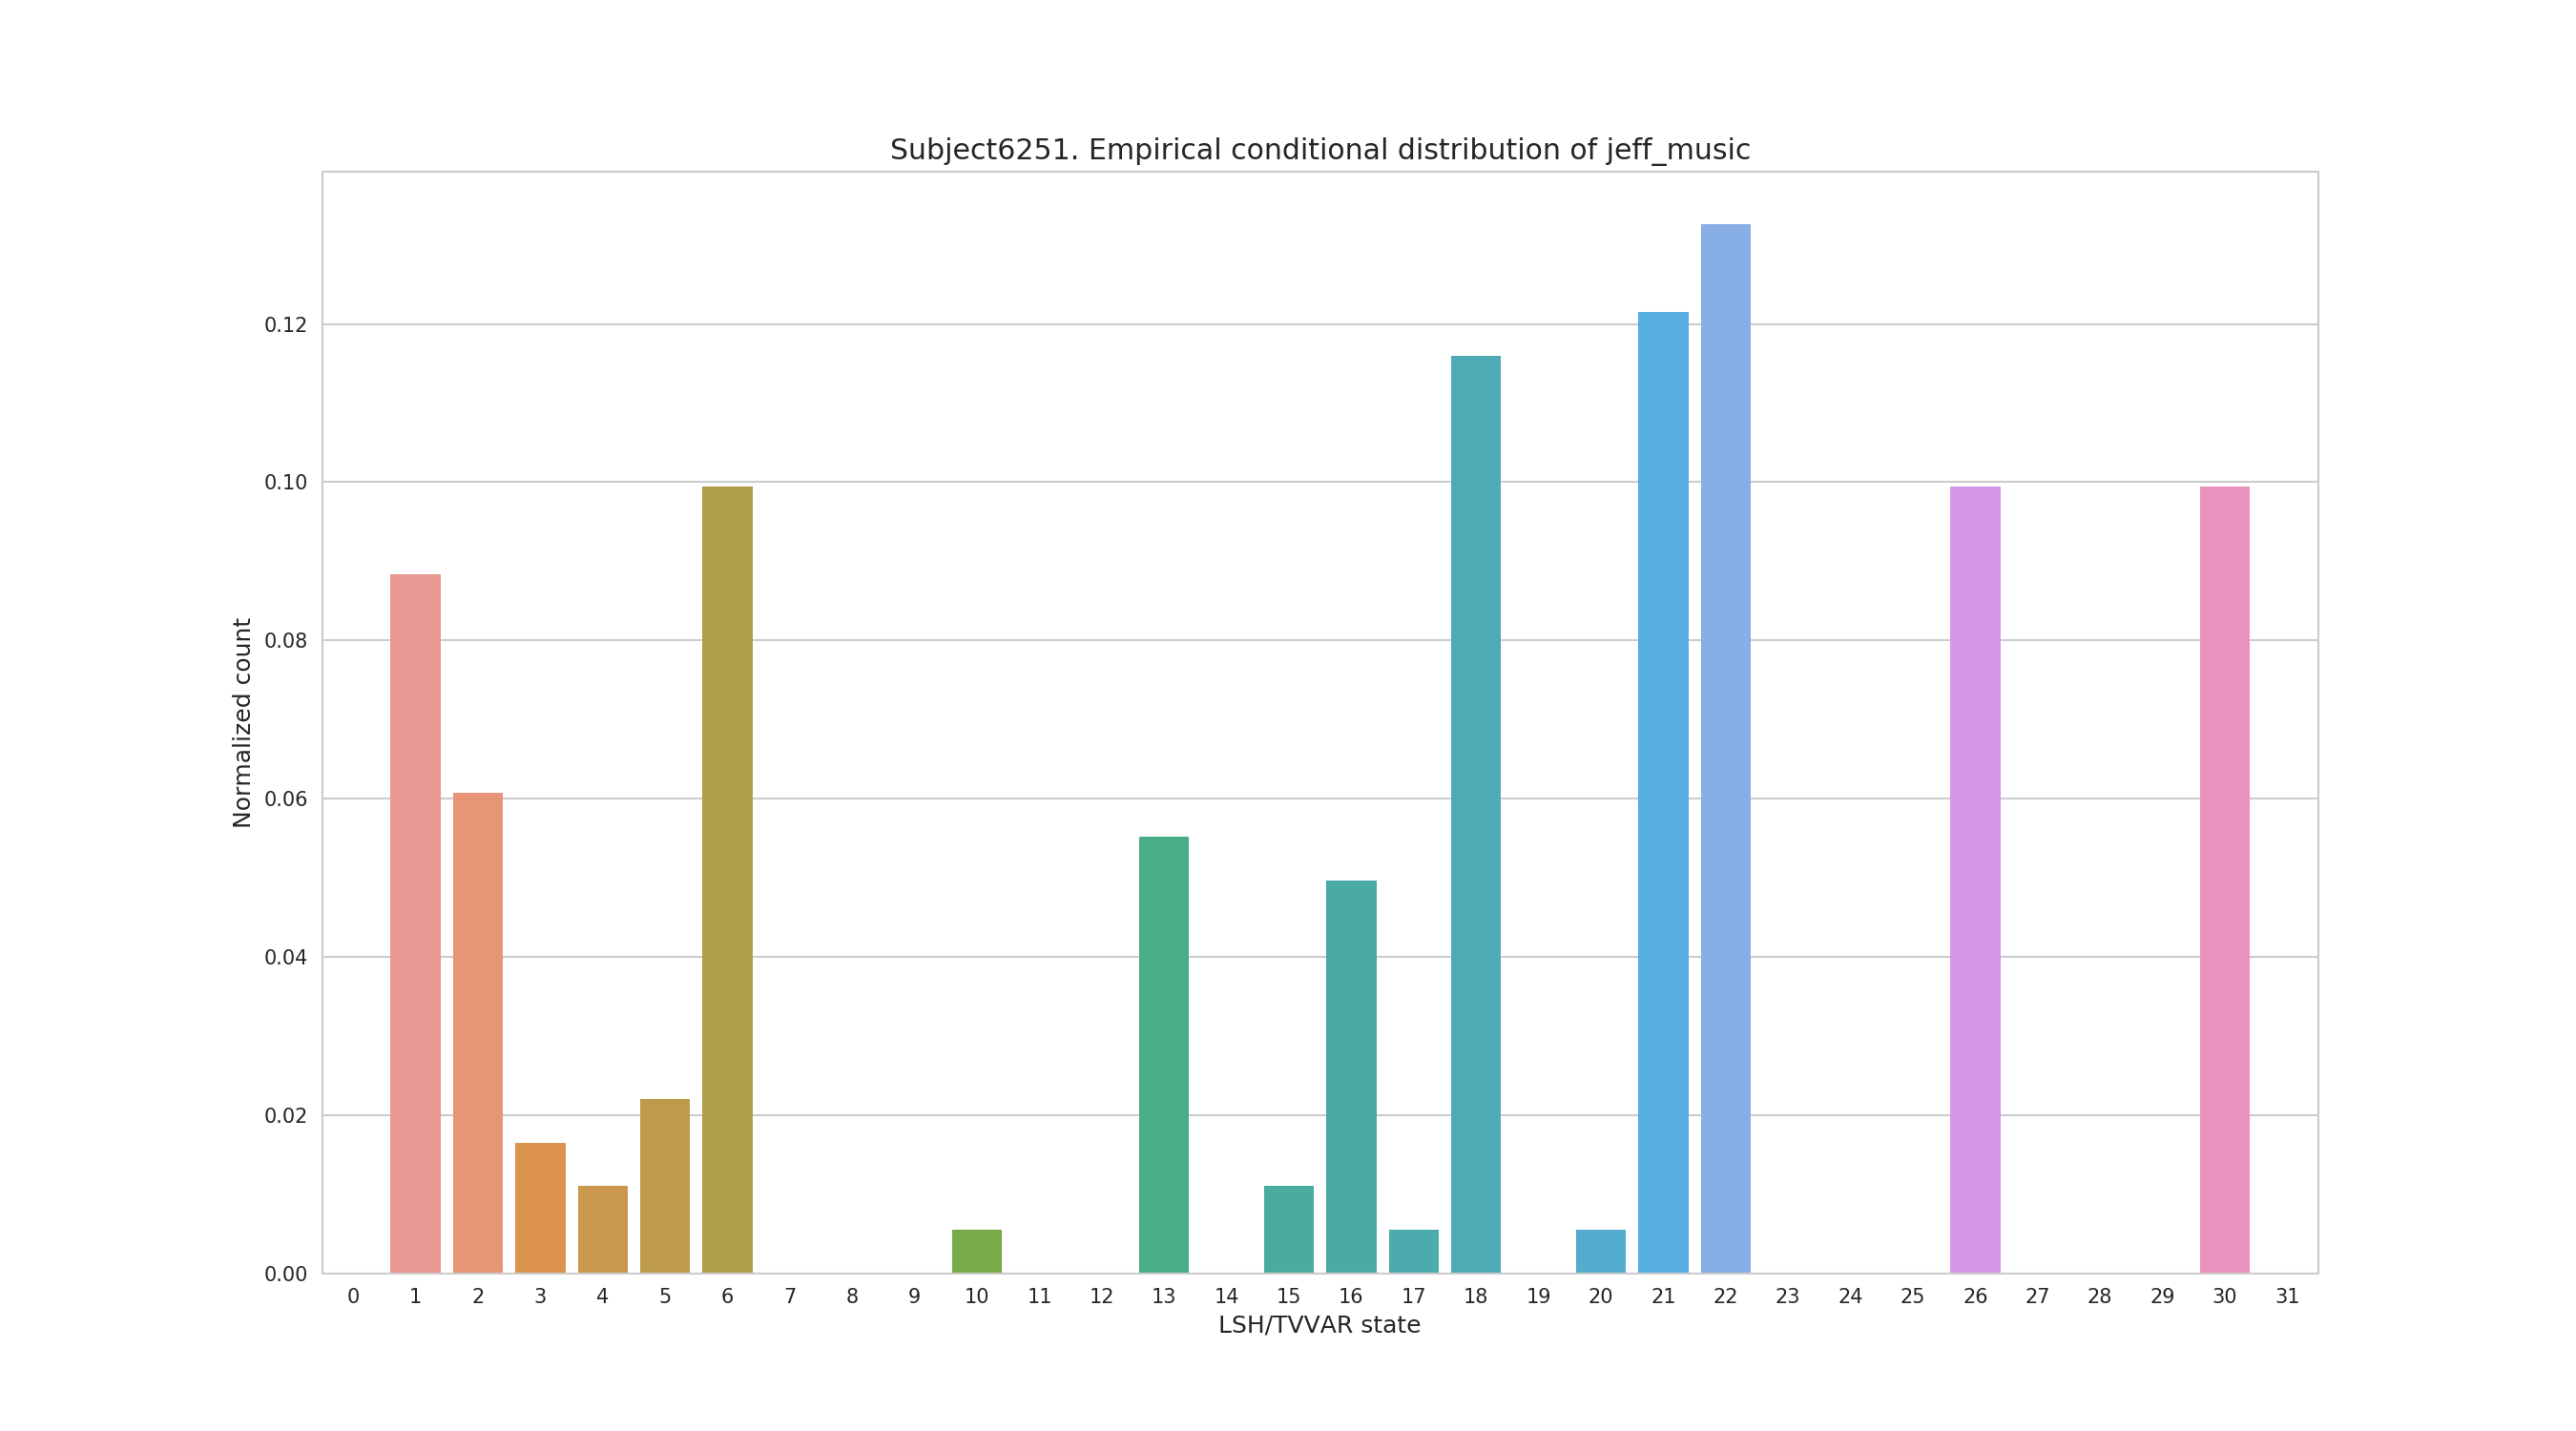 Subject6251. Empirical conditional distribution of jeff_music
Normalized count
0.12
0.10
0.08
0.06
0.04
0.02
0.00
0 1 2 3 4 5 6 7 8 9 10 11 12 13 14 15 16 17 18 19 20 21 22 23 24 25 26 27 28 29 30 31
LSH/TVVAR state